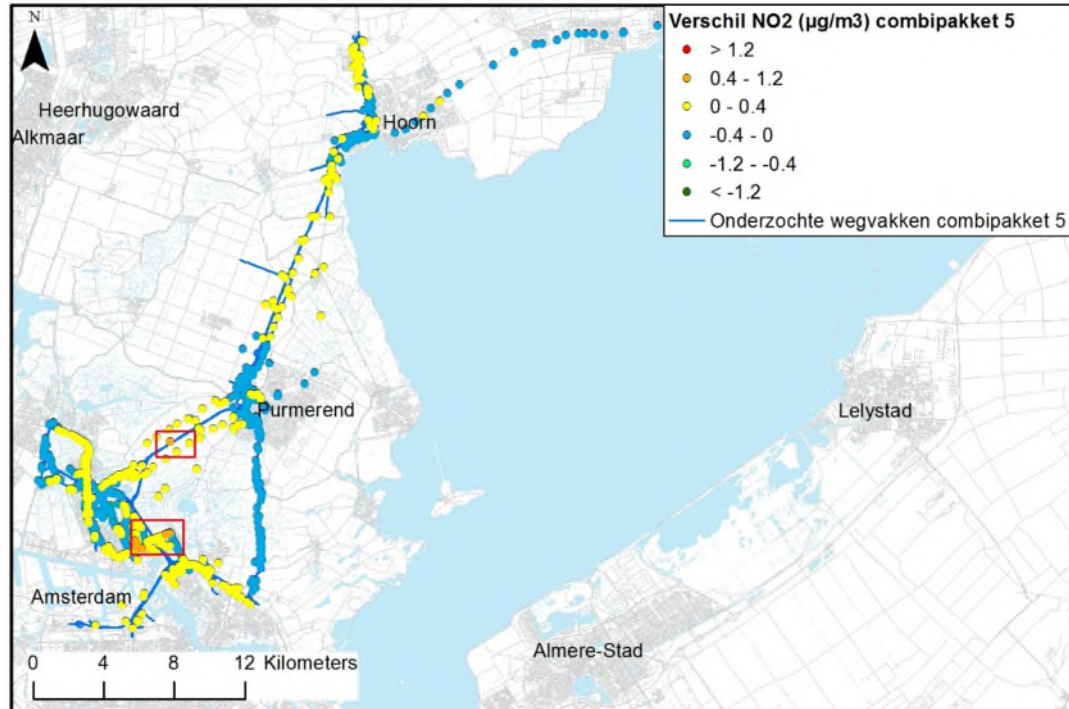 N
Verschil NO2 (µg/m3) combipakket 5
> 1.2
0.4 - 1.2
0 - 0.4
-0.4 - 0
-1.2 - -0.4
< -1.2
Onderzochte wegvakken combipakket 5
Heerhugowaard
Alkmaar
Hoorn
Purmerend
Lelystad
Amsterdam
Almere-Stad
0 4 8 12 Kilometers